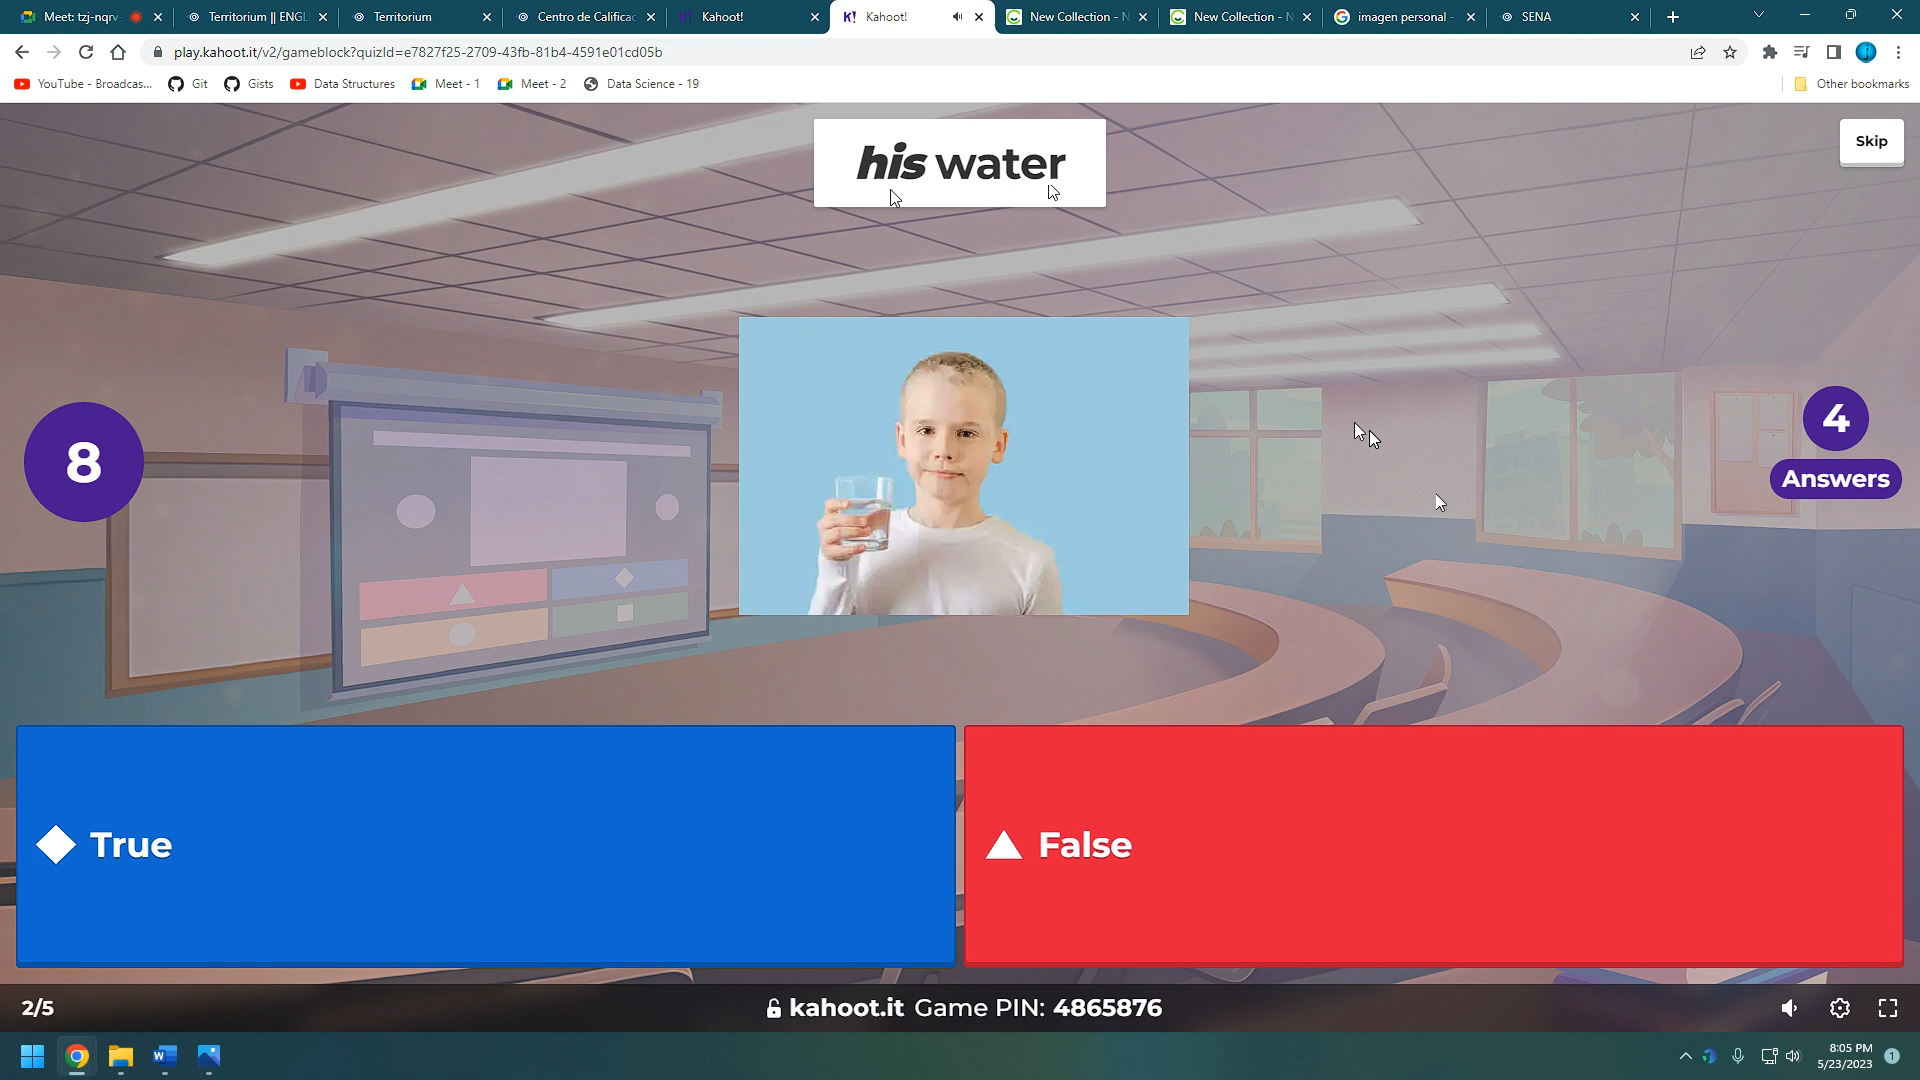 Meet: tzj-nqrv-
Territorium || ENGL
Territorium
Centro de Calificac
Kahoot!
Kahoot!
New Collection - N
New Collection - N
imagen personal -
SENA
play.kahoot.it/v2/gameblock?quizId=e7827f25-2709-43fb-81b4-4591e01cd05b
YouTube - Broadcas...
Git
Gists
Data Structures
Meet - 1
Meet - 2
Data Science - 19
Other bookmarks
his water
Skip
8
4
Answers
True
False
2/5
kahoot.it Game PIN: 4865876
8:05 PM
5/23/2023
1